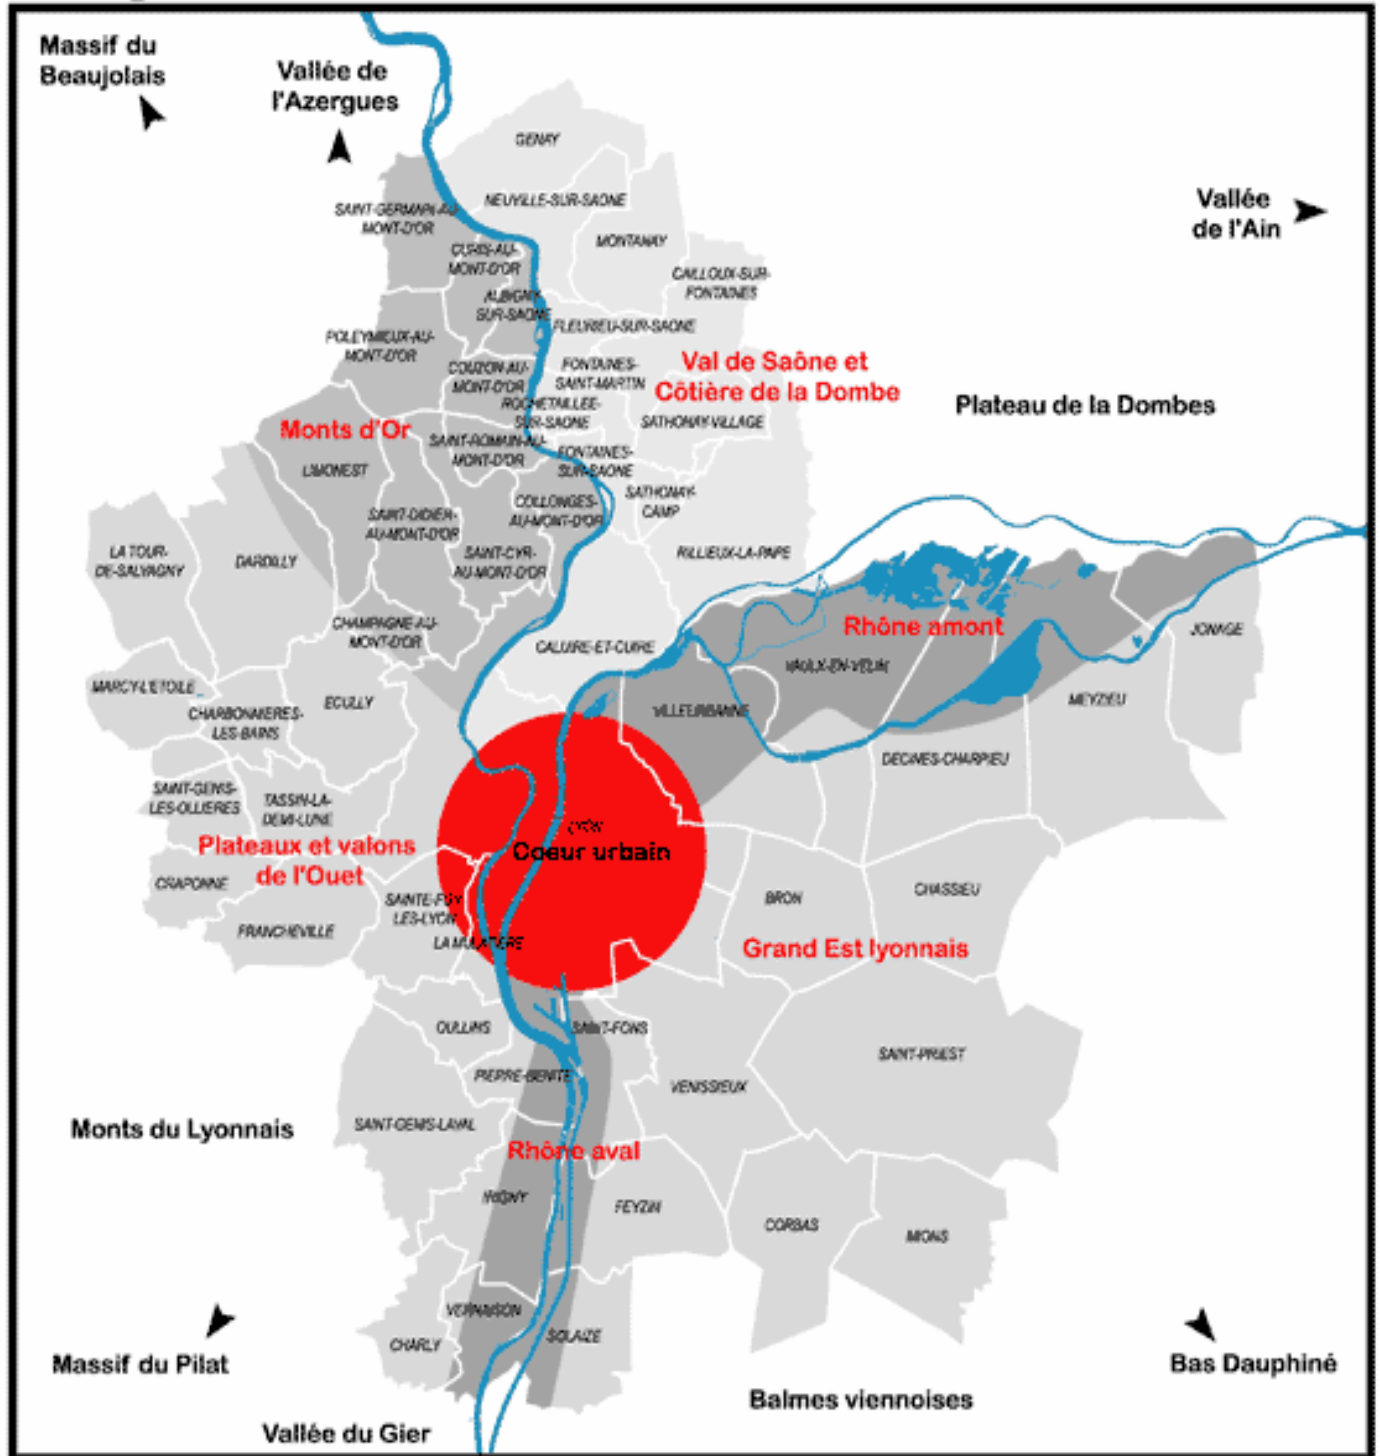 Massif du
Beaujolais
Vallée de
l'Azergues
GENAY
Vallée
de l'Ain
NEUVILLE-SUR-SAONE
SAINT-GERMAIN-AU-
MONT-D'OR
MONTANAY
CURIS-AU-
MONT-D'OR
CAILLOUX-SUR-
FONTAINES
ALBIGNY-
SUR-SAONE
FLEURIEU-SUR-SAONE
POLEYMIEUX-AU-
MONT-D'OR
COUZON-AU-
MONT-D'OR
FONTAINES-
SAINT-MARTIN
Val de Saône et
Côtière de la Dombe
Plateau de la Dombes
ROCHETAILLEE-
SUR-SAONE
SATHONAY-VILLAGE
Monts d'Or
SAINT-ROMAIN-AU-
MONT-D'OR
LIMONEST
FONTAINES-
SUR-SAONE
SATHONAY-
CAMP
COLLONGES-
AU-MONT-D'OR
SAINT-DIDIER-
AU-MONT-D'OR
LA TOUR-
DE-SALVAGNY
DARDILLY
SAINT-CYR-
AU-MONT-D'OR
RILLIEUX-LA-PAPE
CHAMPAGNE-AU-
MONT-D'OR
Rhône amont
JONAGE
CALUIRE-ET-CUIRE
VAULX-EN-VELIN
MARCY-L'ETOILE
ECULLY
CHARBONNIERES-
LES-BAINS
VILLEURBANNE
MEYZIEU
DECINES-CHARPIEU
SAINT-GENIS-
LES-OLLIERES
TASSIN-LA-
DEMI-LUNE
LYON
Coeur urbain
Plateaux et valons
de l'Ouet
CRAPONNE
SAINTE-FOY
LES-LYON
BRON
CHASSIEU
FRANCHEVILLE
LA MULATIERE
Grand Est lyonnais
OULLINS
SAINT-FONS
SAINT-PRIEST
PIERRE-BENITE
VENISSIEUX
Monts du Lyonnais
SAINT-GENIS-LAVAL
Rhône aval
IRIGNY
FEYZIN
CORBAS
MIONS
VERNAISON
CHARLY
SOLAIZE
Massif du Pilat
Bas Dauphiné
Balmes viennoises
Vallée du Gier